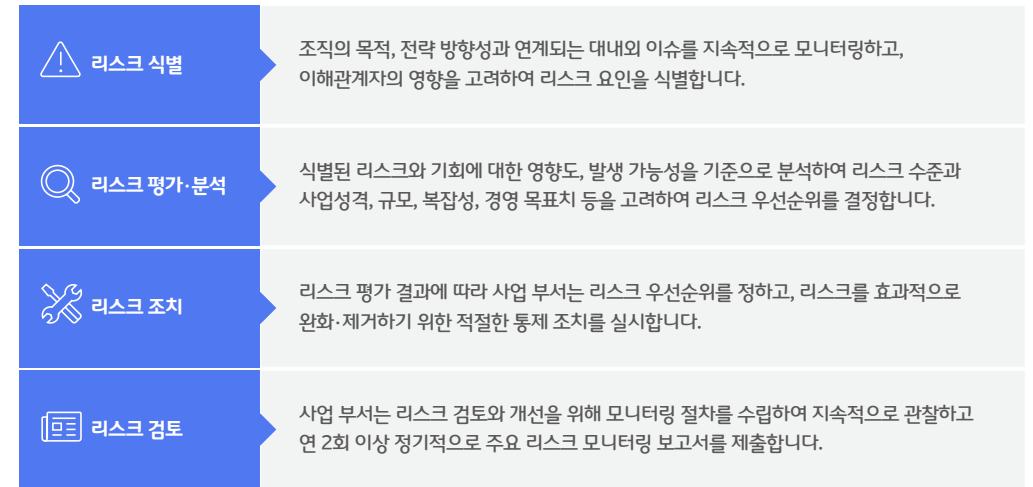 리스크 식별
조직의 목적, 전략 방향성과 연계되는 대내외 이슈를 지속적으로 모니터링하고,
이해관계자의 영향을 고려하여 리스크 요인을 식별합니다.
리스크 평가·분석
식별된 리스크와 기회에 대한 영향도, 발생 가능성을 기준으로 분석하여 리스크 수준과
사업성격, 규모, 복잡성, 경영 목표치 등을 고려하여 리스크 우선순위를 결정합니다.
리스크 조치
리스크 평가 결과에 따라 사업 부서는 리스크 우선순위를 정하고, 리스크를 효과적으로
완화·제거하기 위한 적절한 통제 조치를 실시합니다.
리스크 검토
사업 부서는 리스크 검토와 개선을 위해 모니터링 절차를 수립하여 지속적으로 관찰하고
연 2회 이상 정기적으로 주요 리스크 모니터링 보고서를 제출합니다.